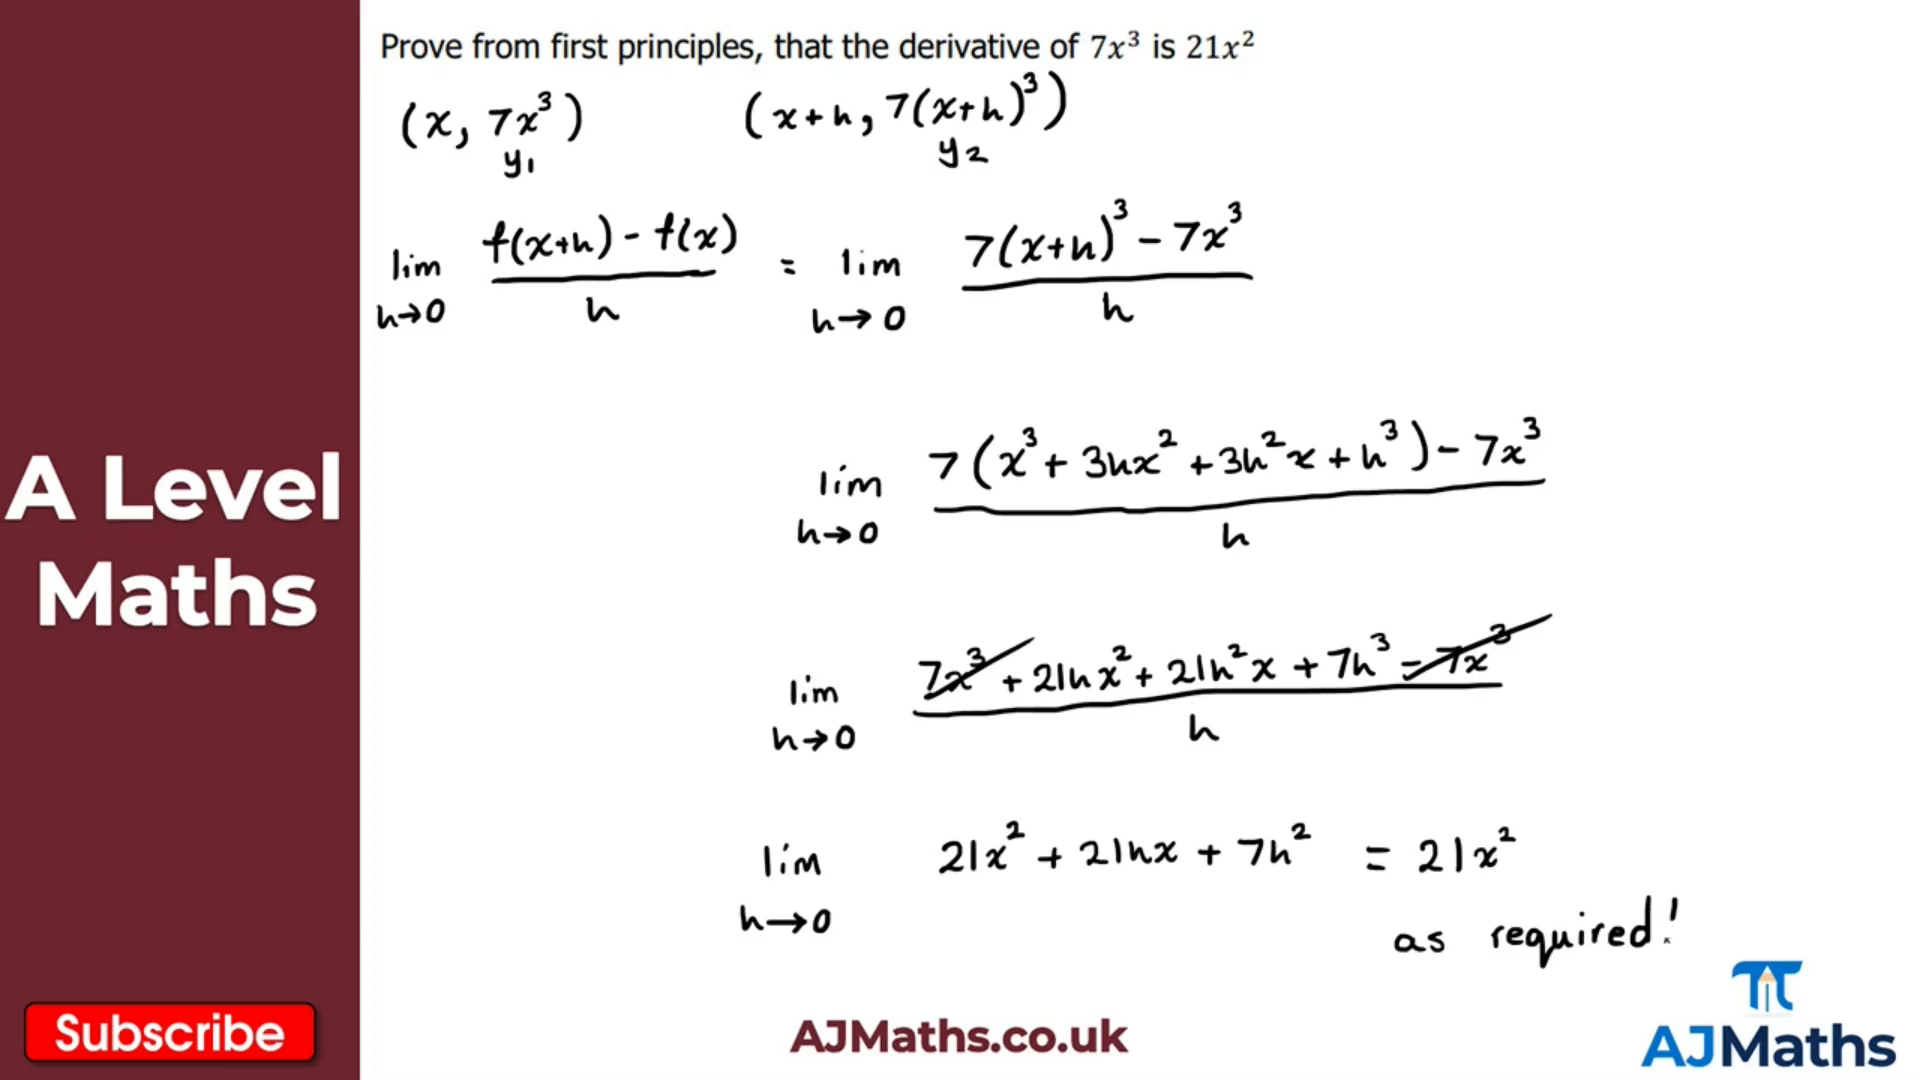 Prove from first principles, that the derivative of 7x³ is 21x²
(x, 7x³) (x+h, 7(x+h)³)
y₁ y₂
lim h→0 f(x+h) - f(x) / h = lim h→0 7(x+h)³ - 7x³ / h
lim h→0 7(x³ + 3hx² + 3h²x + h³) - 7x³ / h
lim h→0 7x³ + 21hx² + 21h²x + 7h³ - 7x³ / h
lim h→0 21x² + 21hx + 7h² = 21x²
as required!
A Level
Maths
Subscribe
AJMaths.co.uk
AJMaths